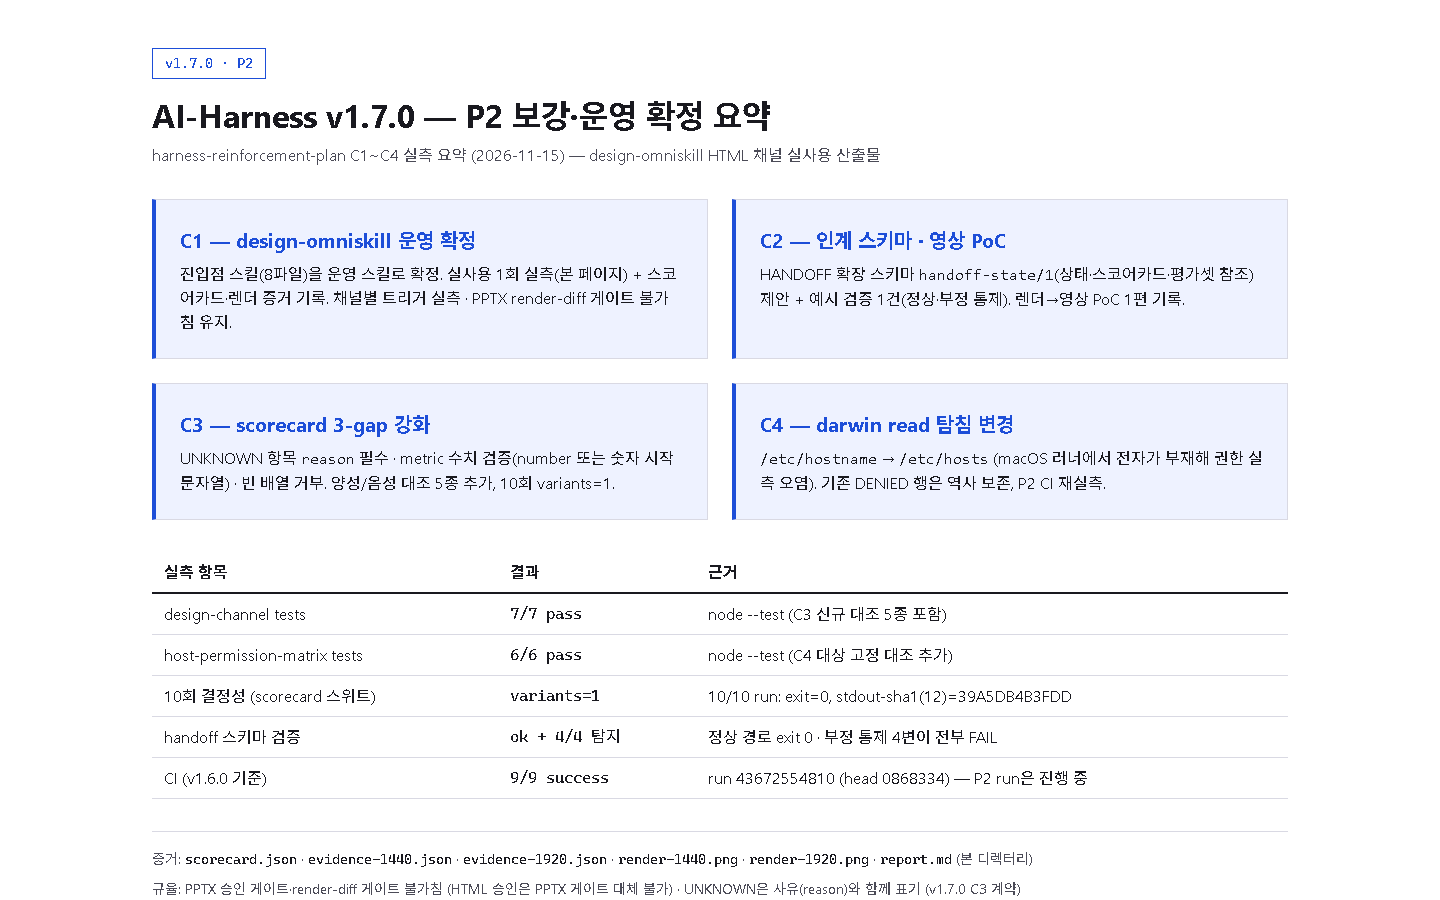 v1.7.0 · P2
AI-Harness v1.7.0 — P2 보강·운영 확정 요약
harness-reinforcement-plan C1~C4 실측 요약 (2026-11-15) — design-omniskill HTML 채널 실사용 산출물
C1 — design-omniskill 운영 확정
진입점 스킬(8파일)을 운영 스킬로 확정. 실사용 1회 실측(본 페이지) + 스코
어카드·렌더 증거 기록. 채널별 트리거 실측 · PPTX render-diff 게이트 불가
침 유지.
C2 — 인계 스키마 · 영상 PoC
HANDOFF 확장 스키마 handoff-state/1(상태·스코어카드·평가셋 참조)
제안 + 예시 검증 1건(정상·부정 통제). 렌더→영상 PoC 1편 기록.
C3 — scorecard 3-gap 강화
UNKNOWN 항목 reason 필수 · metric 수치 검증(number 또는 숫자 시작
문자열) · 빈 배열 거부. 양성/음성 대조 5종 추가, 10회 variants=1.
C4 — darwin read 탐침 변경
/etc/hostname → /etc/hosts (macOS 러너에서 전자가 부재해 권한 실
측 오염). 기존 DENIED 행은 역사 보존, P2 CI 재실측.
실측 항목 결과 근거
design-channel tests 7/7 pass node --test (C3 신규 대조 5종 포함)
host-permission-matrix tests 6/6 pass node --test (C4 대상 고정 대조 추가)
10회 결정성 (scorecard 스위트) variants=1 10/10 run: exit=0, stdout-sha1(12)=39A5DB4B3FDD
handoff 스키마 검증 ok + 4/4 탐지 정상 경로 exit 0 · 부정 통제 4변이 전부 FAIL
CI (v1.6.0 기준) 9/9 success run 43672554810 (head 0868334) — P2 run은 진행 중
증거: scorecard.json · evidence-1440.json · evidence-1920.json · render-1440.png · render-1920.png · report.md (본 디렉터리)
규율: PPTX 승인 게이트·render-diff 게이트 불가침 (HTML 승인은 PPTX 게이트 대체 불가) · UNKNOWN은 사유(reason)와 함께 표기 (v1.7.0 C3 계약)